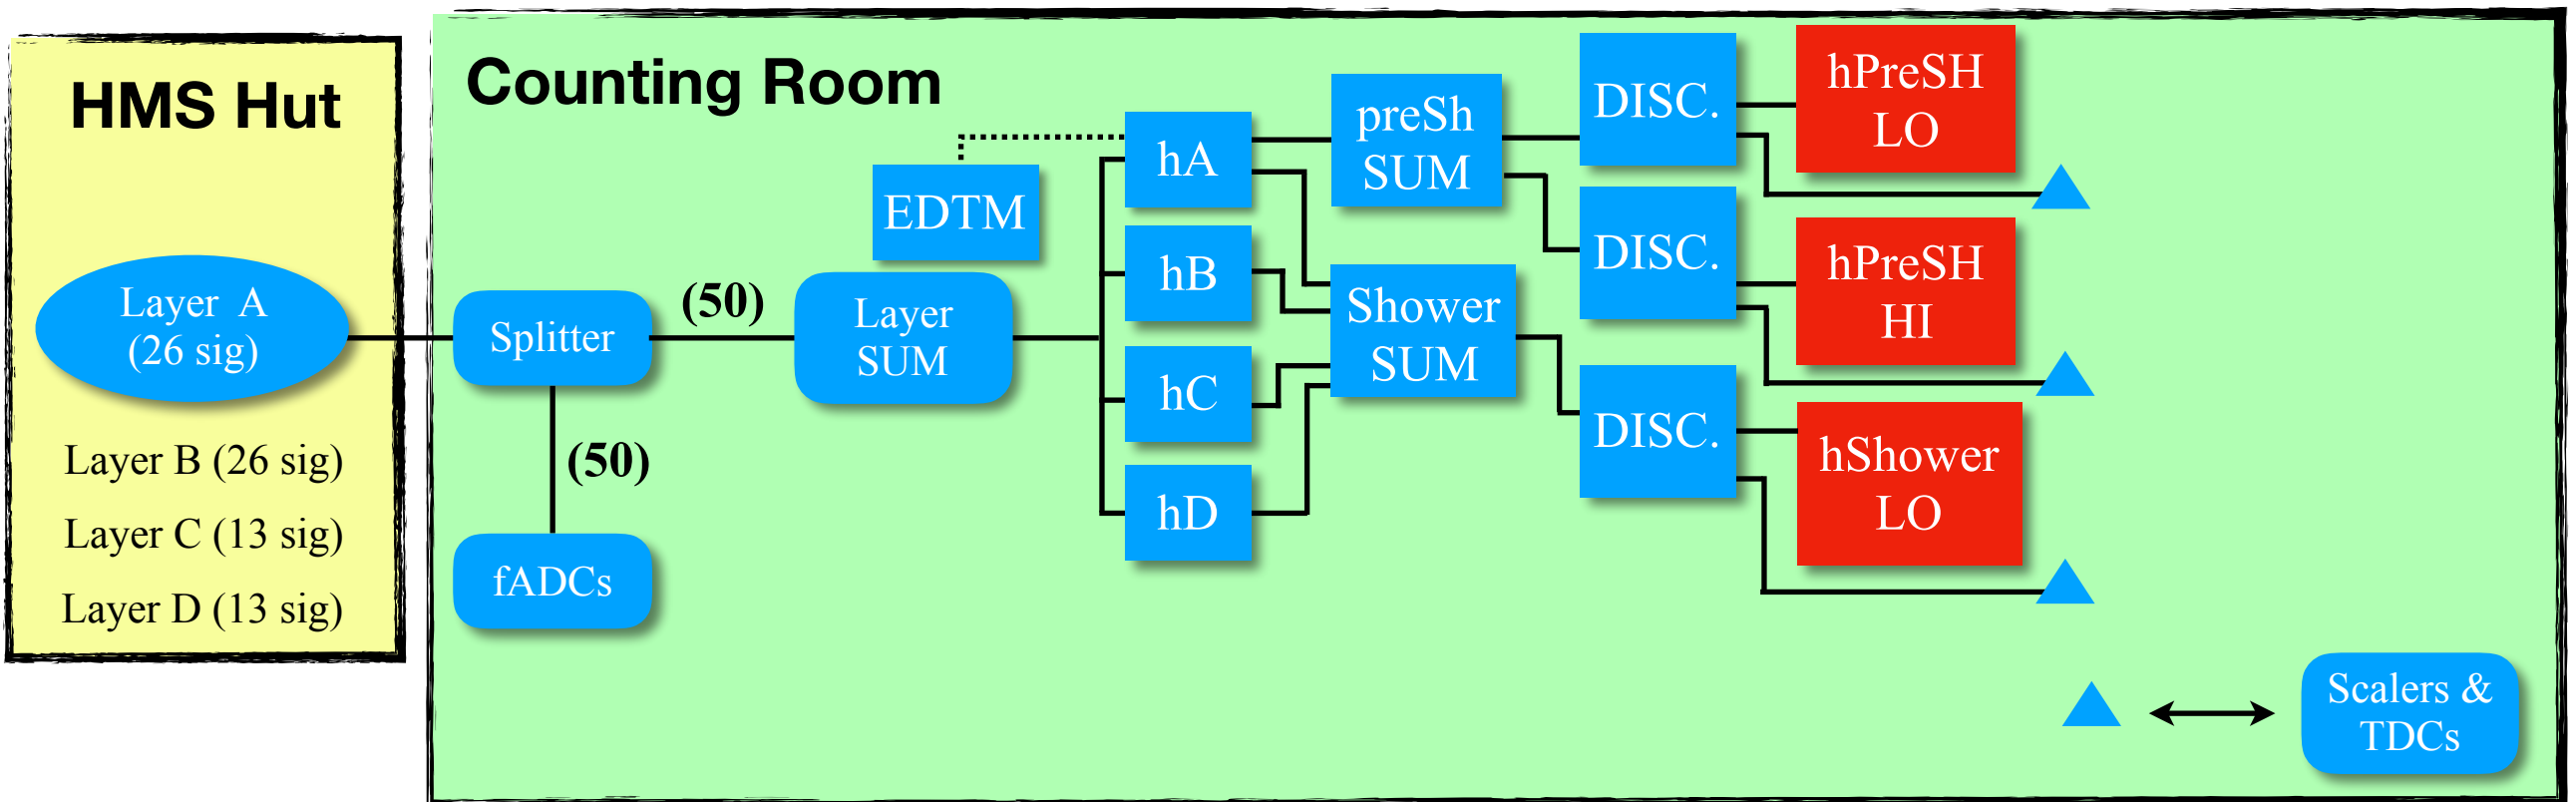 HMS Hut
Layer A
(26 sig)
Layer B (26 sig)
Layer C (13 sig)
Layer D (13 sig)
Counting Room
Splitter
(50)
(50)
fADCs
Layer
SUM
EDTM
hA
hB
hC
hD
preSh
SUM
Shower
SUM
DISC.
DISC.
DISC.
hPreSH
LO
hPreSH
HI
hShower
LO
Scalers &
TDCs